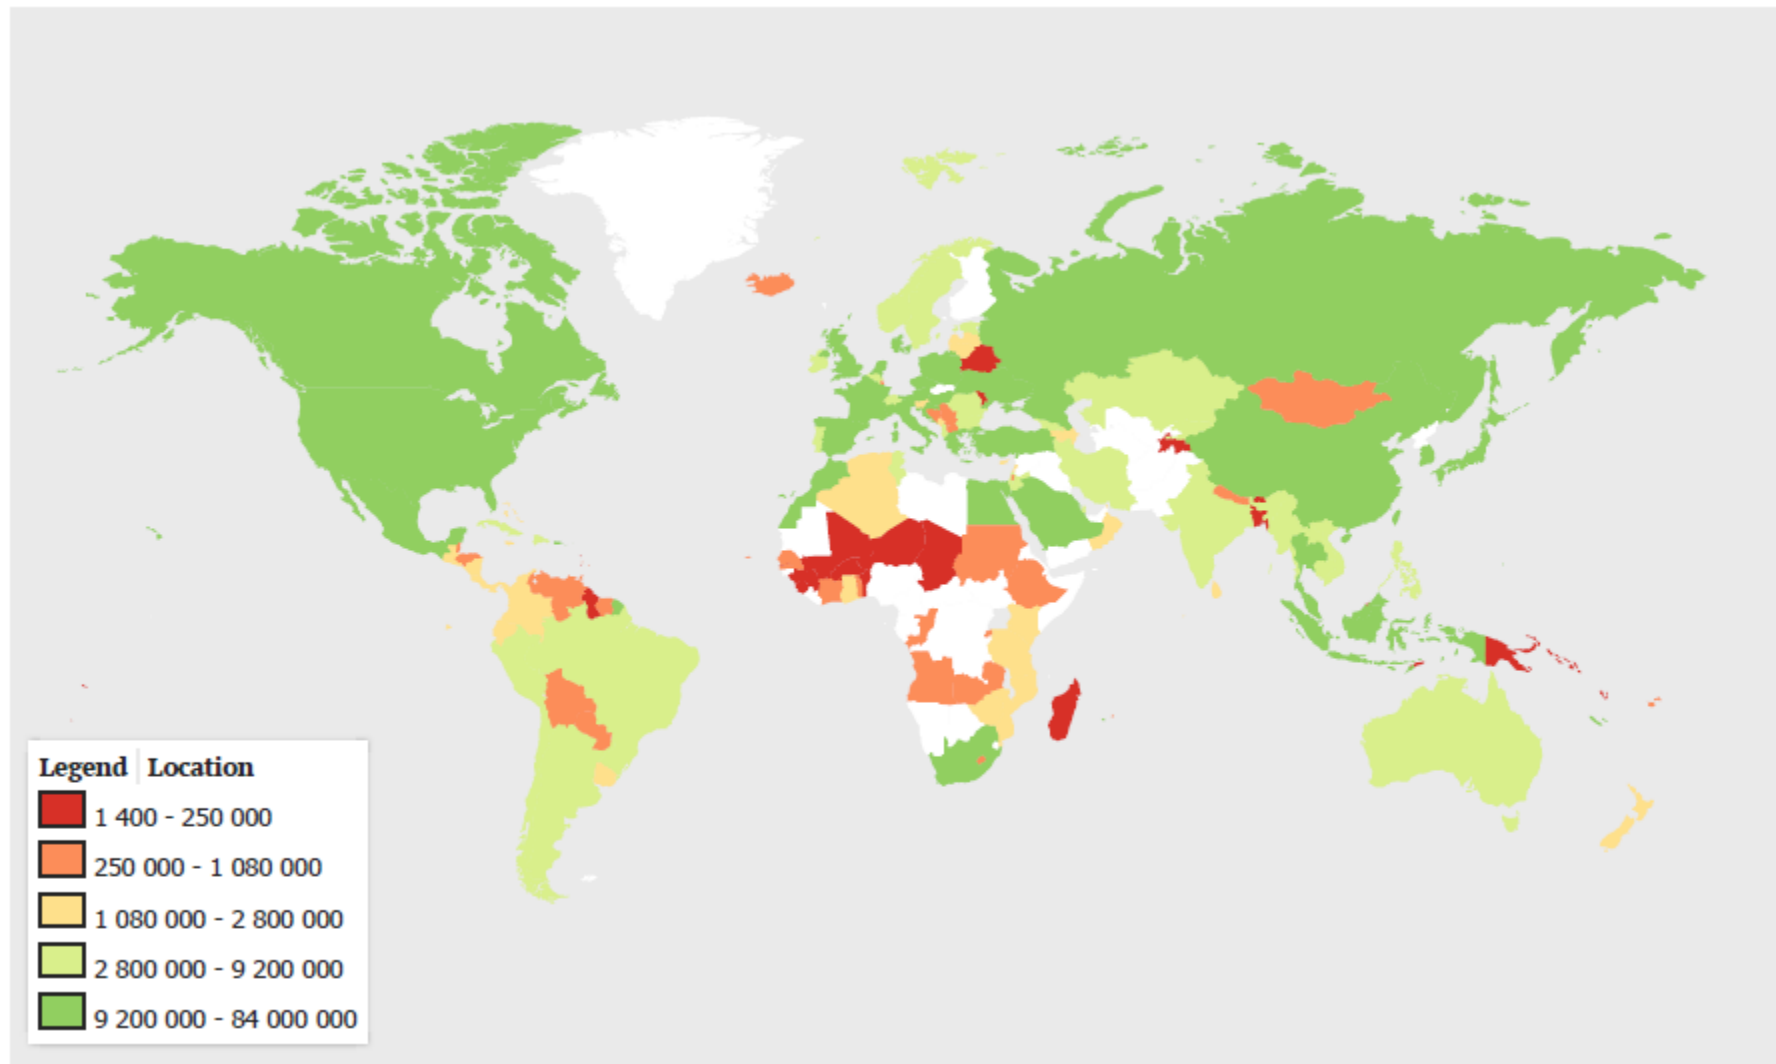 Legend Location
1 400 - 250 000
250 000 - 1 080 000
1 080 000 - 2 800 000
2 800 000 - 9 200 000
9 200 000 - 84 000 000